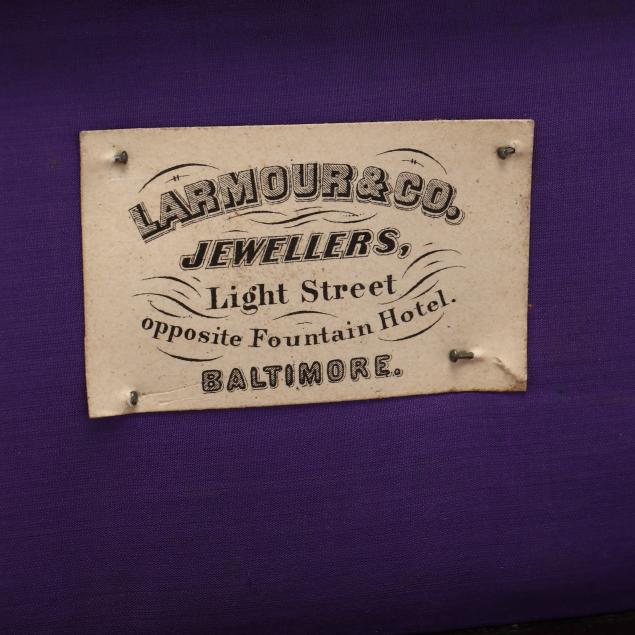 LARMOUR & CO.
JEWELLERS,
Light Street
opposite Fountain Hotel.
BALTIMORE.